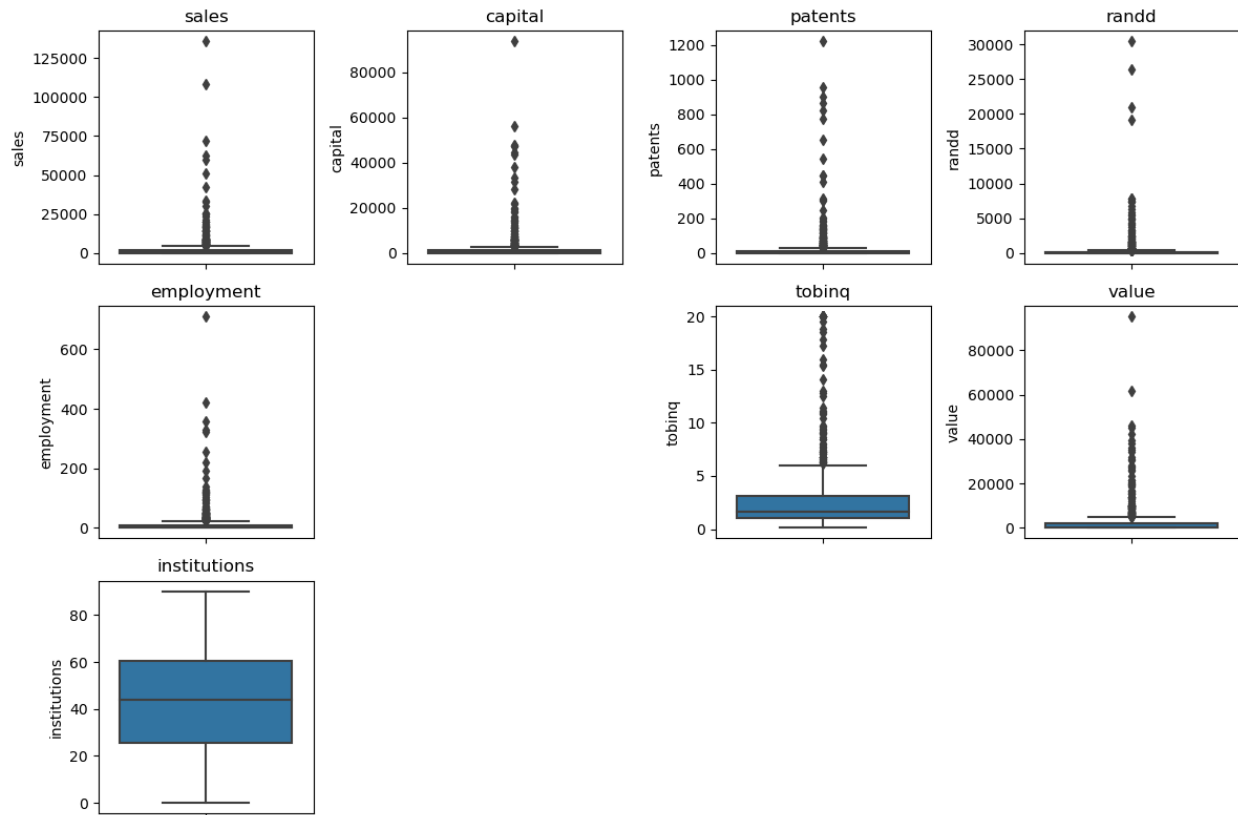 sales
125000
100000
75000
50000
25000
0
sales
capital
80000
60000
40000
20000
0
capital
patents
1200
1000
800
600
400
200
0
patents
randd
30000
25000
20000
15000
10000
5000
0
randd
employment
600
400
200
0
employment
tobinq
20
15
10
5
0
tobinq
value
80000
60000
40000
20000
0
value
institutions
80
60
40
20
0
institutions